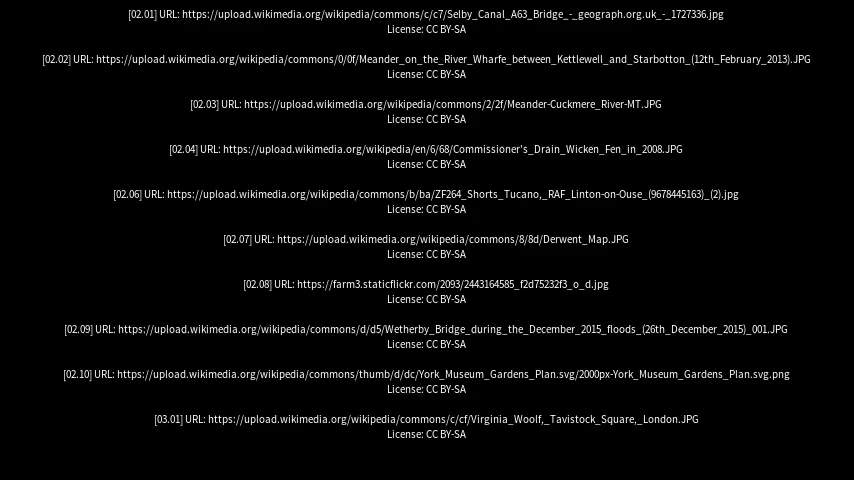 [02.01] URL: https://upload.wikimedia.org/wikipedia/commons/c/c7/Selby_Canal_A63_Bridge_-_geograph.org.uk_-_1727336.jpg
License: CC BY-SA
[02.02] URL: https://upload.wikimedia.org/wikipedia/commons/0/0f/Meander_on_the_River_Wharfe_between_Kettlewell_and_Starbotton_(12th_February_2013).JPG
License: CC BY-SA
[02.03] URL: https://upload.wikimedia.org/wikipedia/commons/2/2f/Meander-Cuckmere_River-MT.JPG
License: CC BY-SA
[02.04] URL: https://upload.wikimedia.org/wikipedia/en/6/68/Commissioner's_Drain_Wicken_Fen_in_2008.JPG
License: CC BY-SA
[02.06] URL: https://upload.wikimedia.org/wikipedia/commons/b/ba/ZF264_Shorts_Tucano,_RAF_Linton-on-Ouse_(9678445163)_(2).jpg
License: CC BY-SA
[02.07] URL: https://upload.wikimedia.org/wikipedia/commons/8/8d/Derwent_Map.JPG
License: CC BY-SA
[02.08] URL: https://farm3.staticflickr.com/2093/2443164585_f2d75232f3_o_d.jpg
License: CC BY-SA
[02.09] URL: https://upload.wikimedia.org/wikipedia/commons/d/d5/Wetherby_Bridge_during_the_December_2015_floods_(26th_December_2015)_001.JPG
License: CC BY-SA
[02.10] URL: https://upload.wikimedia.org/wikipedia/commons/thumb/d/dc/York_Museum_Gardens_Plan.svg/2000px-York_Museum_Gardens_Plan.svg.png
License: CC BY-SA
[03.01] URL: https://upload.wikimedia.org/wikipedia/commons/c/cf/Virginia_Woolf,_Tavistock_Square,_London.JPG
License: CC BY-SA